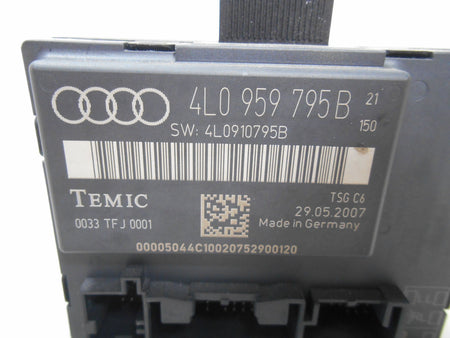 4L0 959 795 B 21
150
SW: 4L0910795B
TEMIC
TSG C6
29.05.2007
0033 TFJ 0001
Made in Germany
00005044C10020752900120